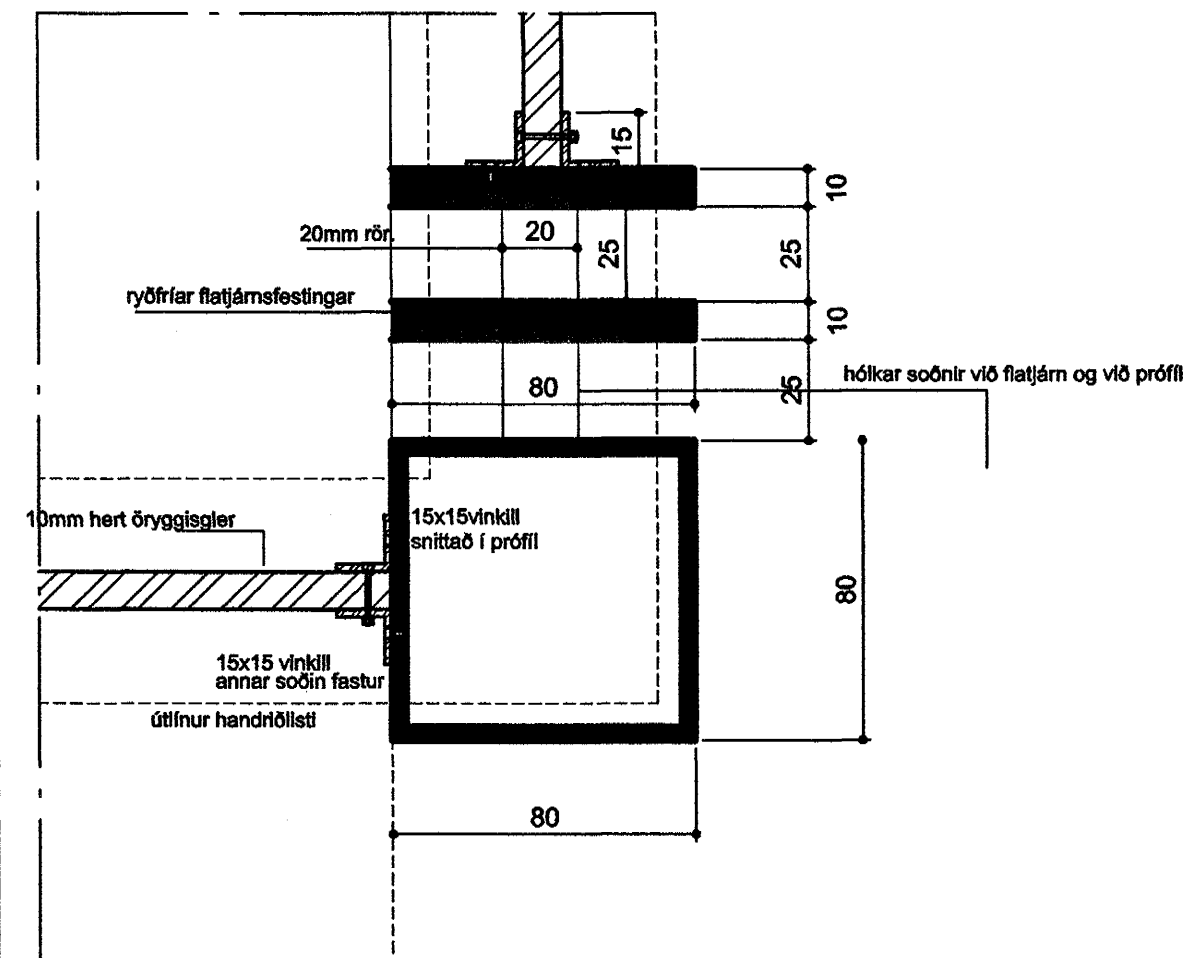 15
10
20mm rör.
20
25
25
ryðfríar flatjárnsfestingar
10
hólkar soðnir við flatjárn og við prófíl
80
25
10mm hert öryggisgler
15x15vinkill
snittað í prófíl
80
15x15 vinkill
annar soðin fastur
útlínur handriðlisti
80